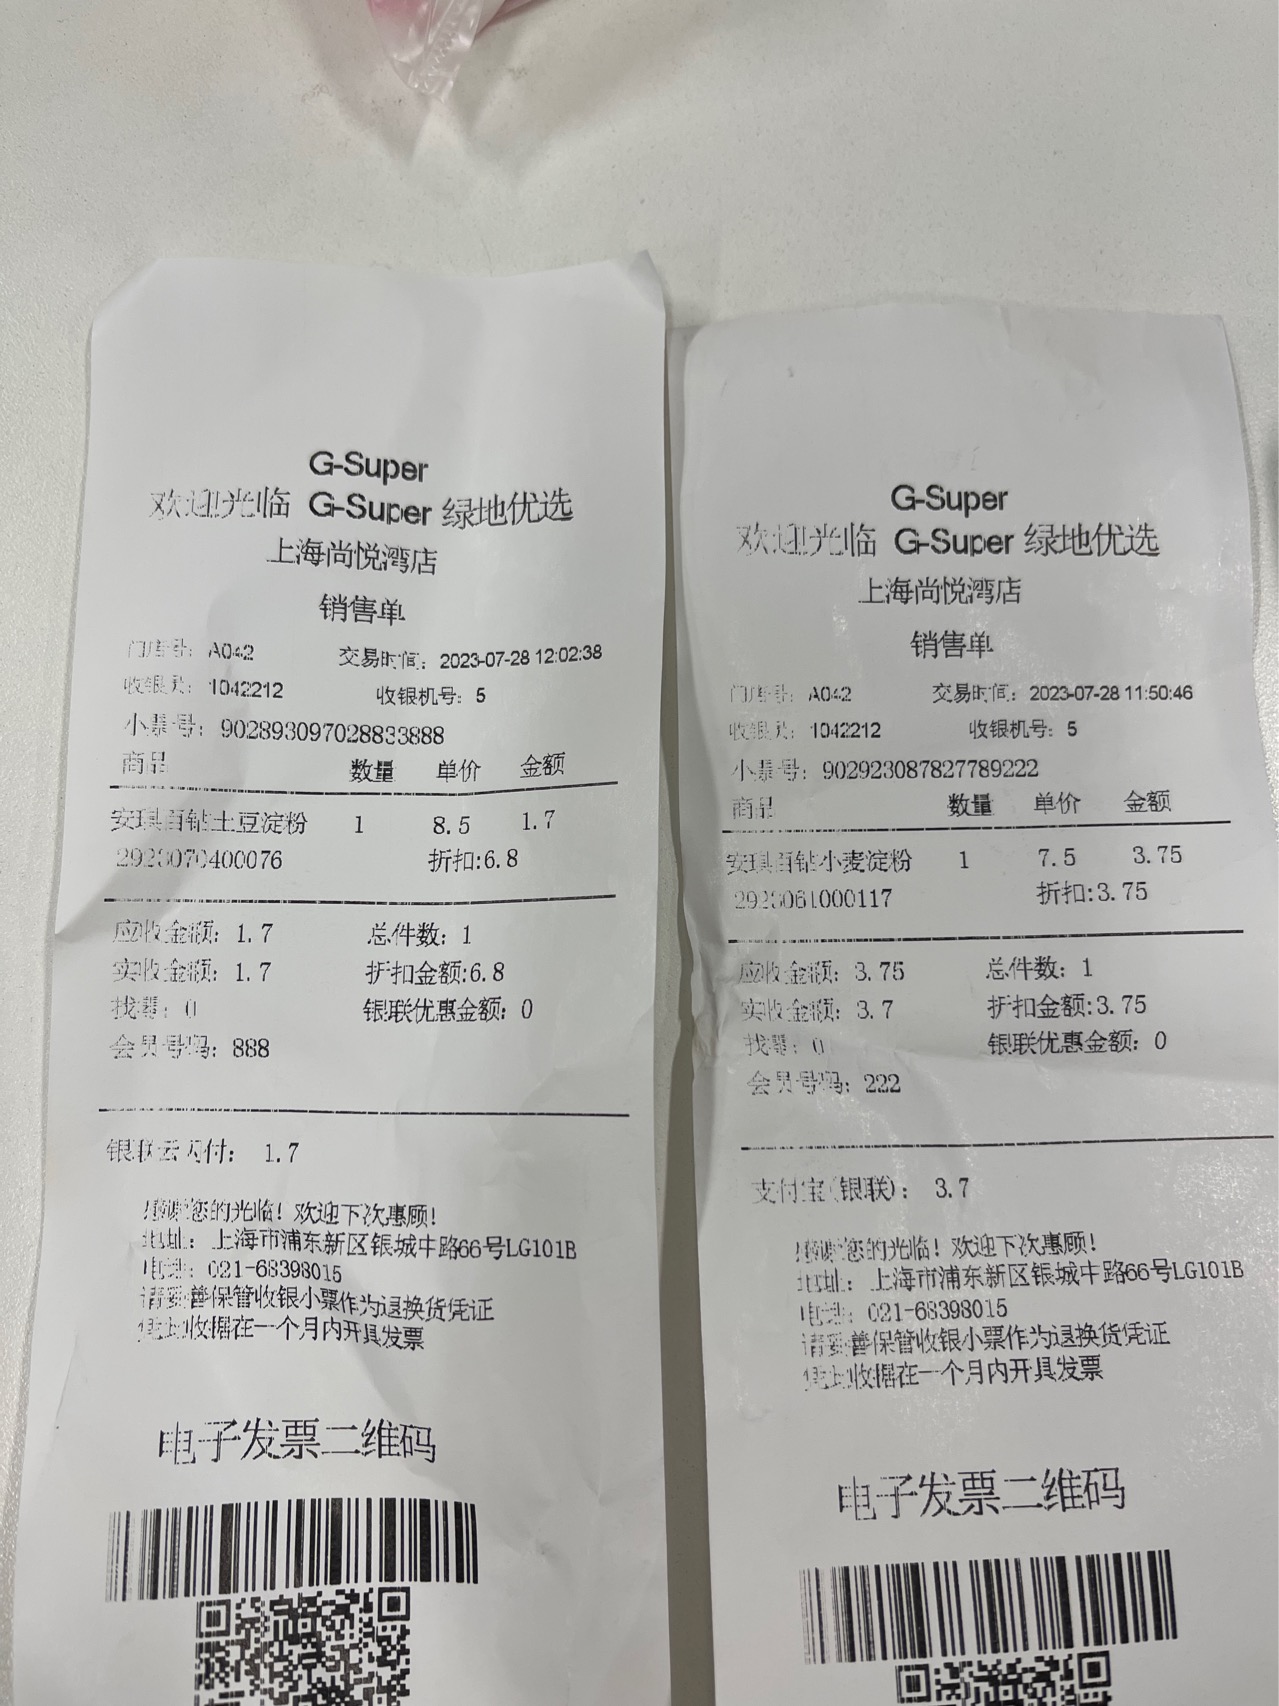 G-Super
欢迎光临 G-Super 绿地优选
上海尚悦湾店
销售单
门店号: A042 交易时间: 2023-07-28 12:02:38
收银员: 1042212 收银机号: 5
小票号: 902893097028833888
商品 数量 单价 金额
安琪百钻土豆淀粉 1 8.5 1.7
2923070400076 折扣:6.8
应收金额: 1.7 总件数: 1
实收金额: 1.7 折扣金额:6.8
找零: 0 银联优惠金额: 0
会员号码: 888
银联云闪付: 1.7
感谢您的光临! 欢迎下次惠顾!
地址: 上海市浦东新区银城中路66号LG101B
电话: 021-68398015
请妥善保管收银小票作为退换货凭证
凭此收据在一个月内开具发票
电子发票二维码
G-Super
欢迎光临 G-Super 绿地优选
上海尚悦湾店
销售单
门店号: A042 交易时间: 2023-07-28 11:50:46
收银员: 1042212 收银机号: 5
小票号: 902923087827789222
商品 数量 单价 金额
安琪百钻小麦淀粉 1 7.5 3.75
2923061000117 折扣:3.75
应收金额: 3.75 总件数: 1
实收金额: 3.7 折扣金额:3.75
找零: 0 银联优惠金额: 0
会员号码: 222
支付宝(银联): 3.7
感谢您的光临! 欢迎下次惠顾!
地址: 上海市浦东新区银城中路66号LG101B
电话: 021-68398015
请妥善保管收银小票作为退换货凭证
凭此收据在一个月内开具发票
电子发票二维码